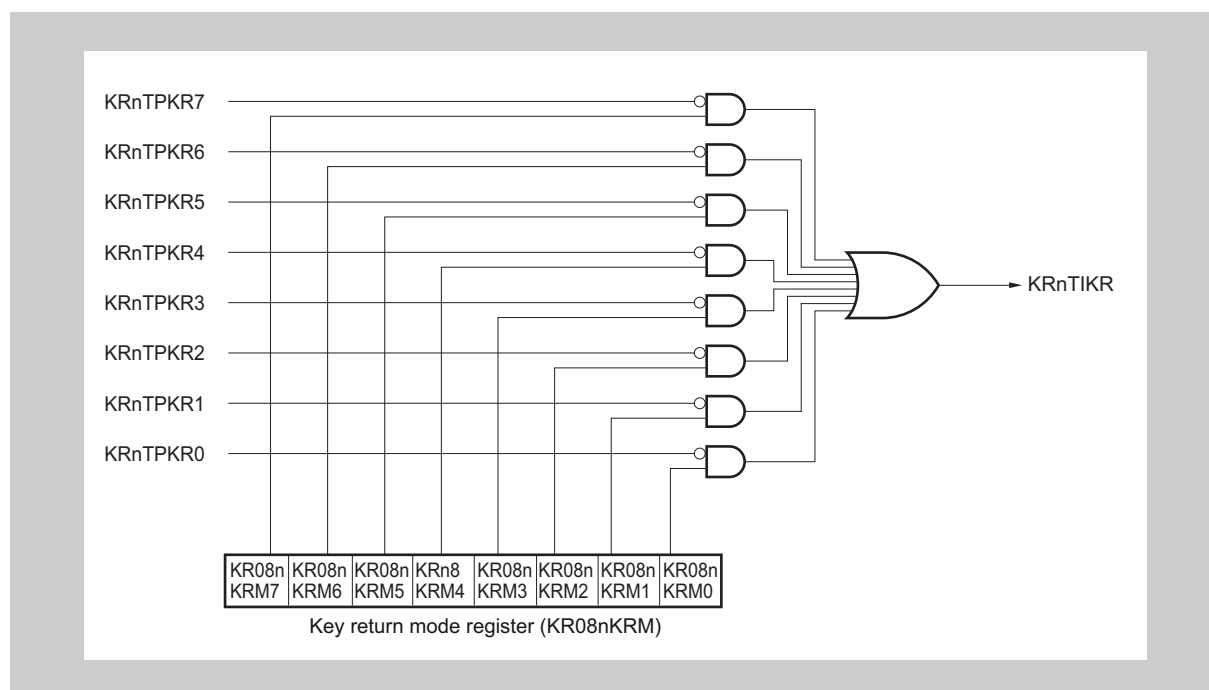 KRnTPKR7
KRnTPKR6
KRnTPKR5
KRnTPKR4
KRnTPKR3
KRnTPKR2
KRnTPKR1
KRnTPKR0
KRnTIKR
KR08n KRM7
KR08n KRM6
KR08n KRM5
KRn8 KRM4
KR08n KRM3
KR08n KRM2
KR08n KRM1
KR08n KRM0
Key return mode register (KR08nKRM)